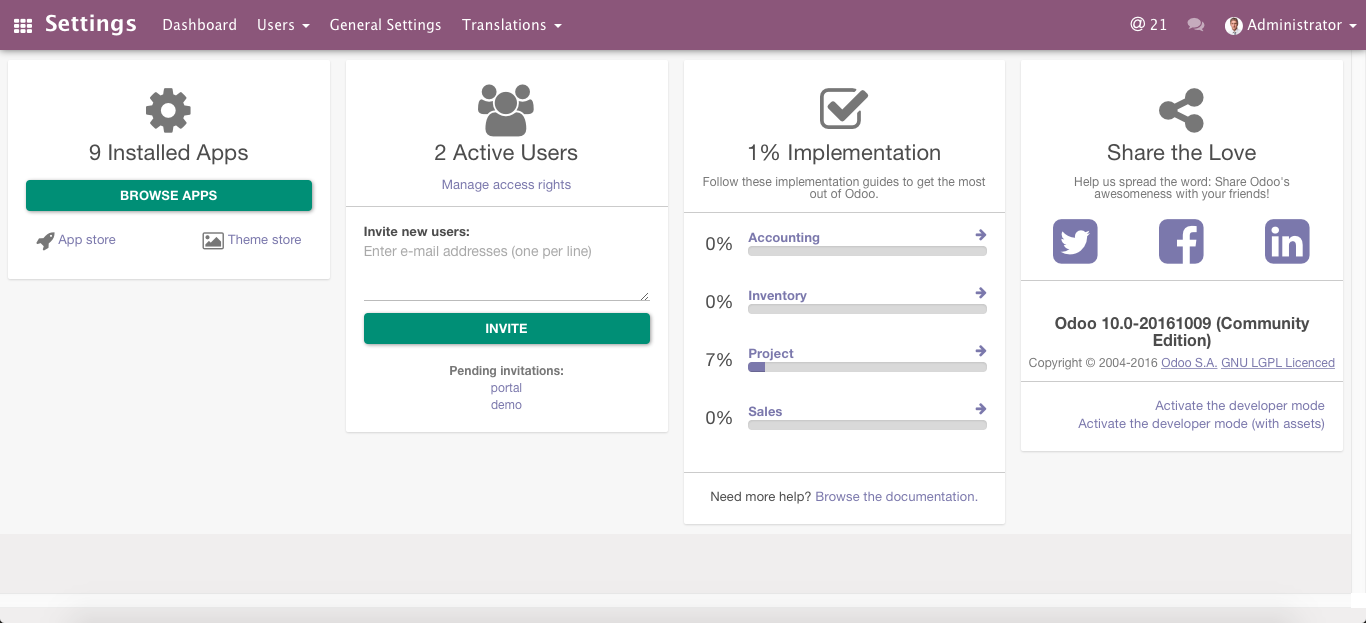 Settings Dashboard Users General Settings Translations @ 21 Administrator
9 Installed Apps
BROWSE APPS
App store Theme store
2 Active Users
Manage access rights
Invite new users:
Enter e-mail addresses (one per line)
INVITE
Pending invitations:
portal
demo
1% Implementation
Follow these implementation guides to get the most
out of Odoo.
0% Accounting
0% Inventory
7% Project
0% Sales
Need more help? Browse the documentation.
Share the Love
Help us spread the word: Share Odoo's
awesomeness with your friends!
Odoo 10.0-20161009 (Community
Edition)
Copyright © 2004-2016 Odoo S.A. GNU LGPL Licenced
Activate the developer mode
Activate the developer mode (with assets)